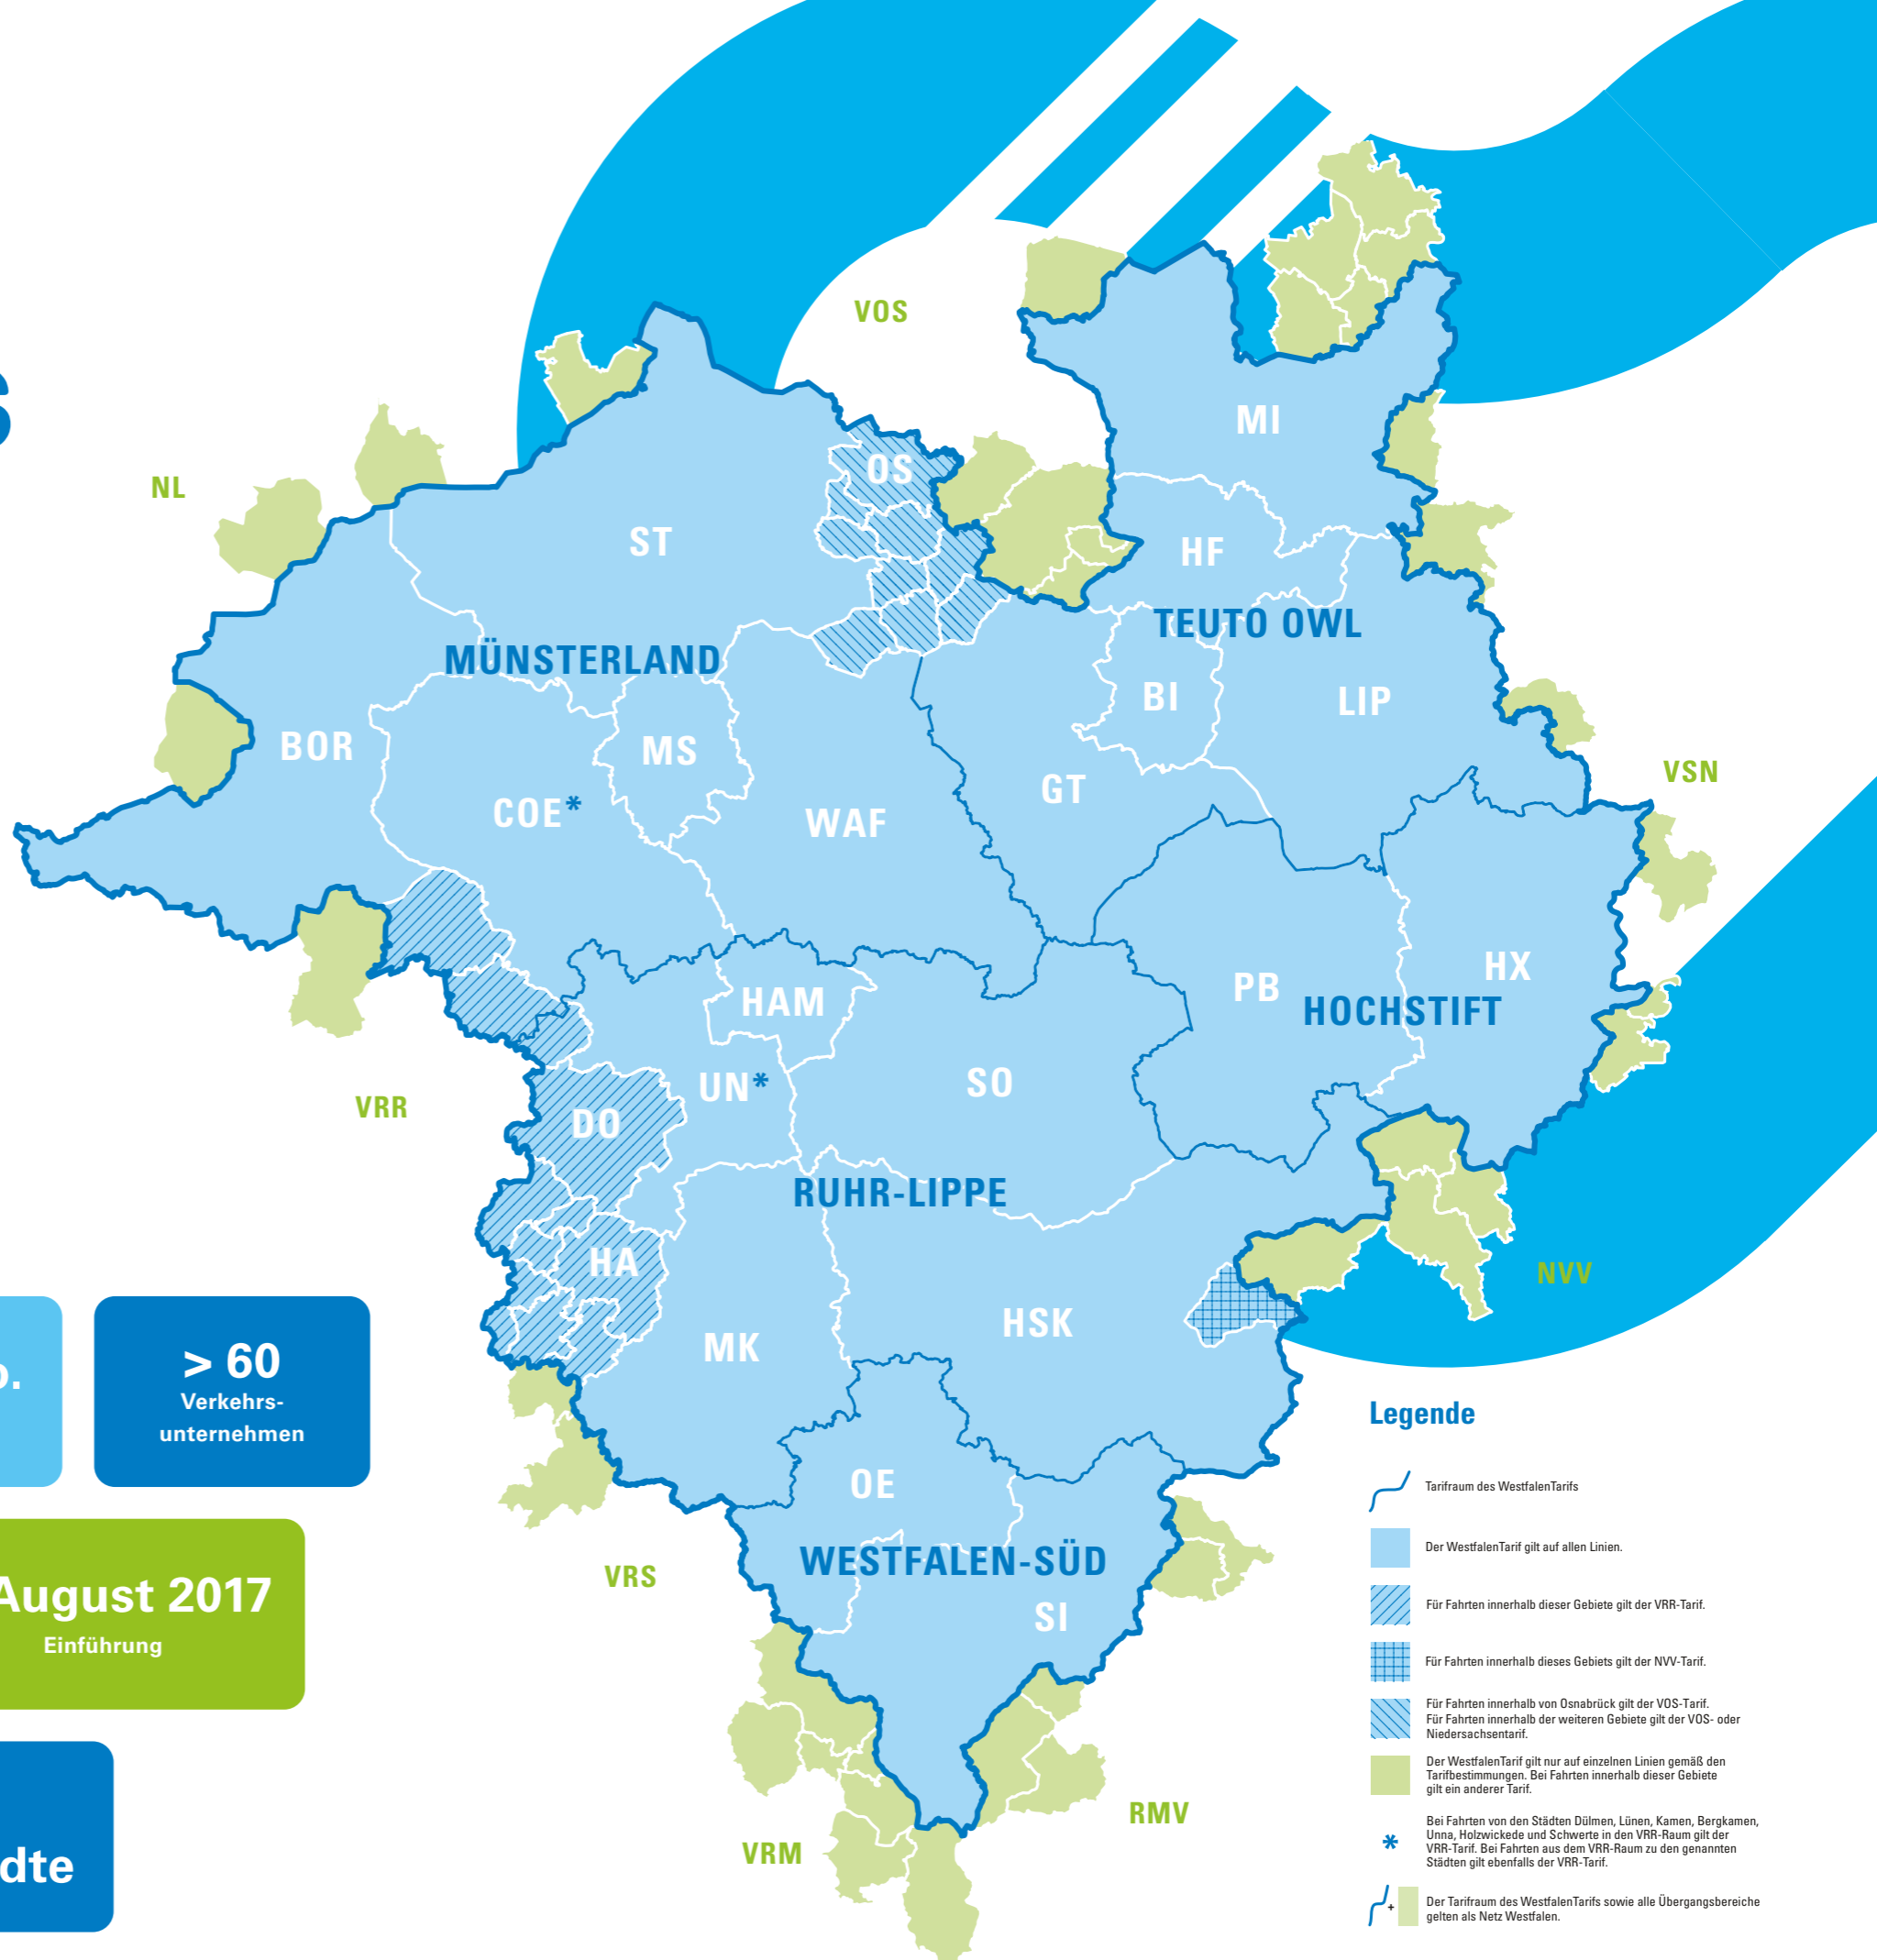 VOS
NL
MI
OS
ST
HF
TEUTO OWL
MÜNSTERLAND
BI
LIP
BOR
MS
VSN
GT
COE*
WAF
HX
PB
HAM
HOCHSTIFT
UN*
SO
VRR
DO
RUHR-LIPPE
HA
NVV
HSK
MK
> 60
Verkehrs-
unternehmen
OE
WESTFALEN-SÜD
VRS
SI
August 2017
Einführung
RMV
VRM
dte
Legende
Tarifraum des WestfalenTarifs
Der WestfalenTarif gilt auf allen Linien.
Für Fahrten innerhalb dieser Gebiete gilt der VRR-Tarif.
Für Fahrten innerhalb dieses Gebiets gilt der NVV-Tarif.
Für Fahrten innerhalb von Osnabrück gilt der VOS-Tarif.
Für Fahrten innerhalb der weiteren Gebiete gilt der VOS- oder
Niedersachsentarif.
Der WestfalenTarif gilt nur auf einzelnen Linien gemäß den
Tarifbestimmungen. Bei Fahrten innerhalb dieser Gebiete
gilt ein anderer Tarif.
* Bei Fahrten von den Städten Dülmen, Lünen, Kamen, Bergkamen,
Unna, Holzwickede und Schwerte in den VRR-Raum gilt der
VRR-Tarif. Bei Fahrten aus dem VRR-Raum zu den genannten
Städten gilt ebenfalls der VRR-Tarif.
+ Der Tarifraum des WestfalenTarifs sowie alle Übergangsbereiche
gelten als Netz Westfalen.